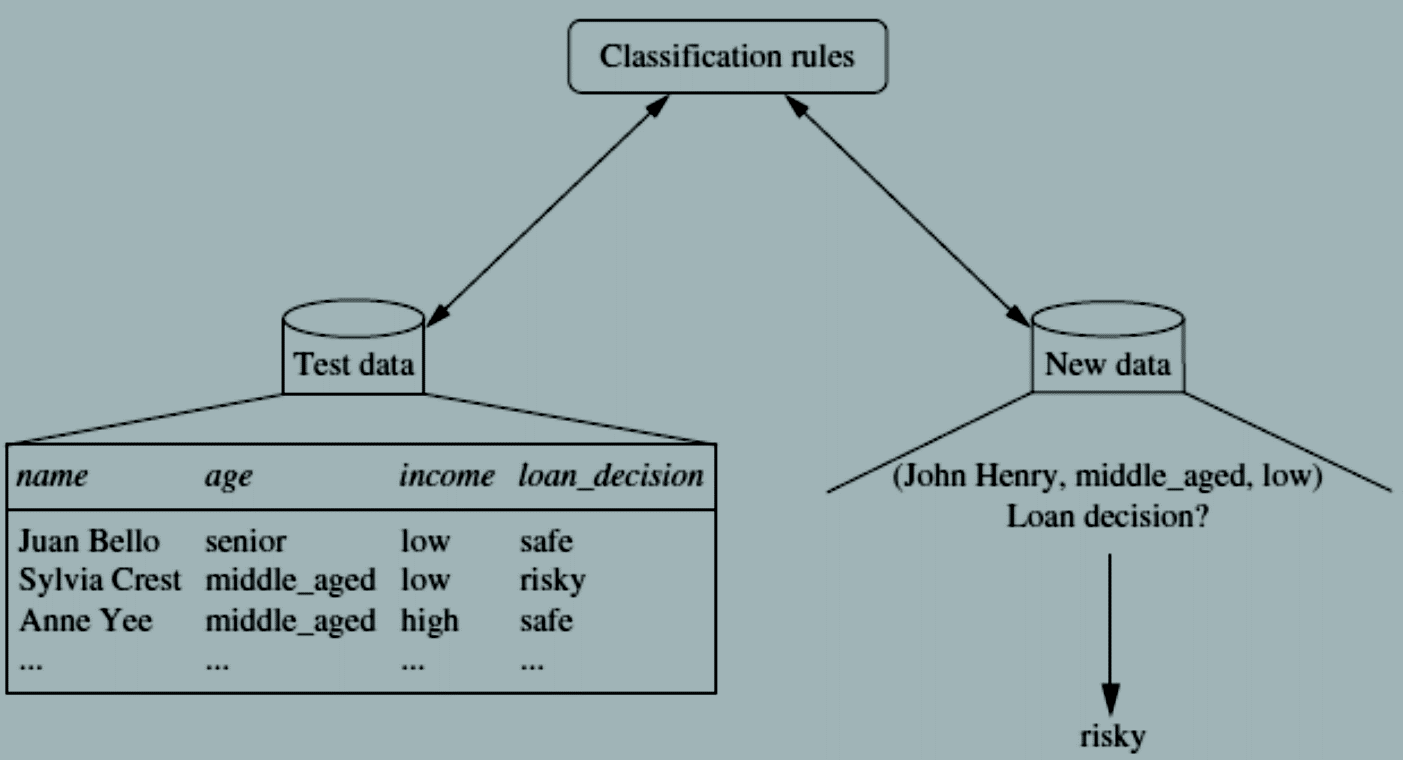 Classification rules
Test data
name age income loan_decision
Juan Bello senior low safe
Sylvia Crest middle_aged low risky
Anne Yee middle_aged high safe
... ... ... ...
New data
(John Henry, middle_aged, low)
Loan decision?
risky